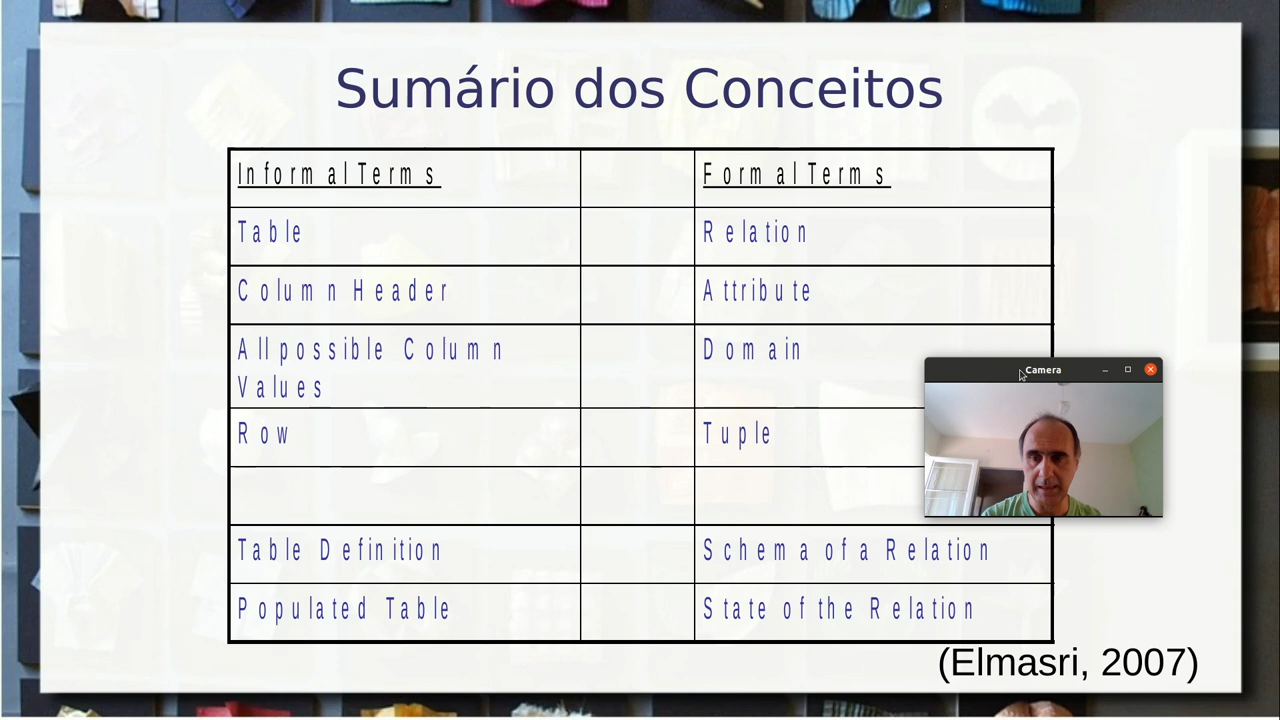 Sumário dos Conceitos
Informal Terms Formal Terms
Table Relation
Column Header Attribute
All possible Column Domain
Values
Row Tuple
Table Definition Schema of a Relation
Populated Table State of the Relation
Camera
(Elmasri, 2007)